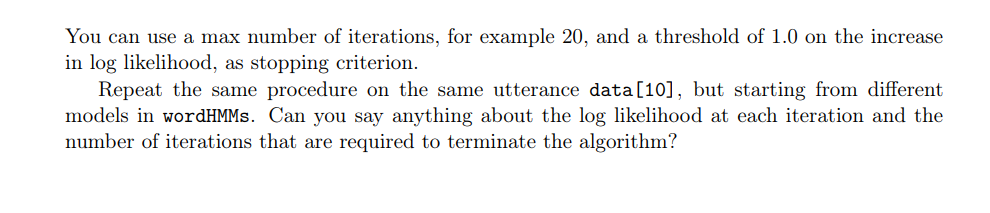 You can use a max number of iterations, for example 20, and a threshold of 1.0 on the increase
in log likelihood, as stopping criterion.
Repeat the same procedure on the same utterance data[10], but starting from different
models in wordHMMs. Can you say anything about the log likelihood at each iteration and the
number of iterations that are required to terminate the algorithm?